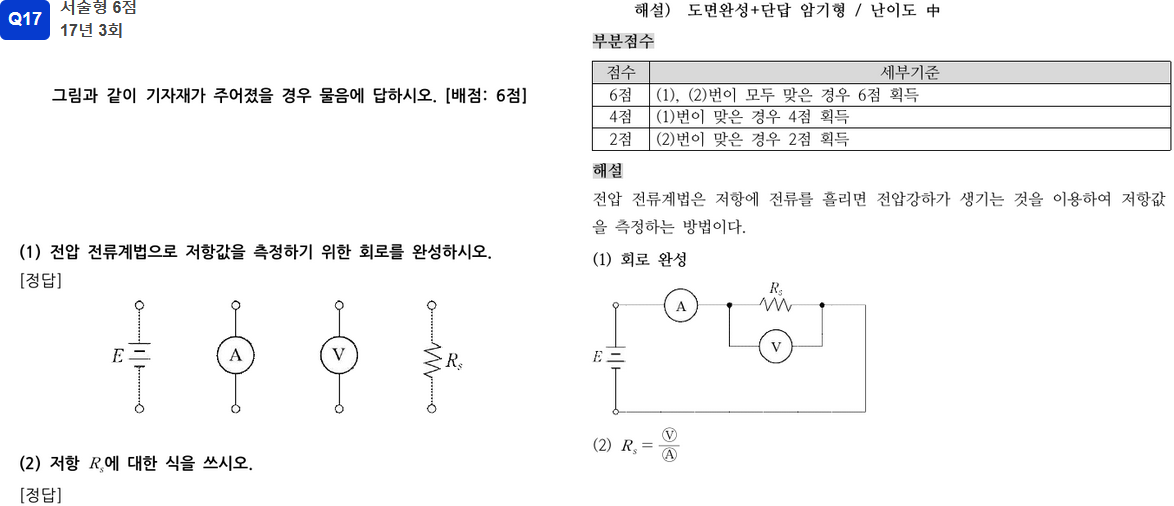 Q17
서술형 6점
17년 3회
그림과 같이 기자재가 주어졌을 경우 물음에 답하시오. [배점: 6점]
(1) 전압 전류계법으로 저항값을 측정하기 위한 회로를 완성하시오.
[정답]
E
A
V
Rs
(2) 저항 Rs에 대한 식을 쓰시오.
[정답]
해설) 도면완성+단답 암기형 / 난이도 中
부분점수
점수 세부기준
6점 (1), (2)번이 모두 맞은 경우 6점 획득
4점 (1)번이 맞은 경우 4점 획득
2점 (2)번이 맞은 경우 2점 획득
해설
전압 전류계법은 저항에 전류를 흘리면 전압강하가 생기는 것을 이용하여 저항값
을 측정하는 방법이다.
(1) 회로 완성
Rs
A
V
E
(2) Rs = Ⓥ/Ⓐ